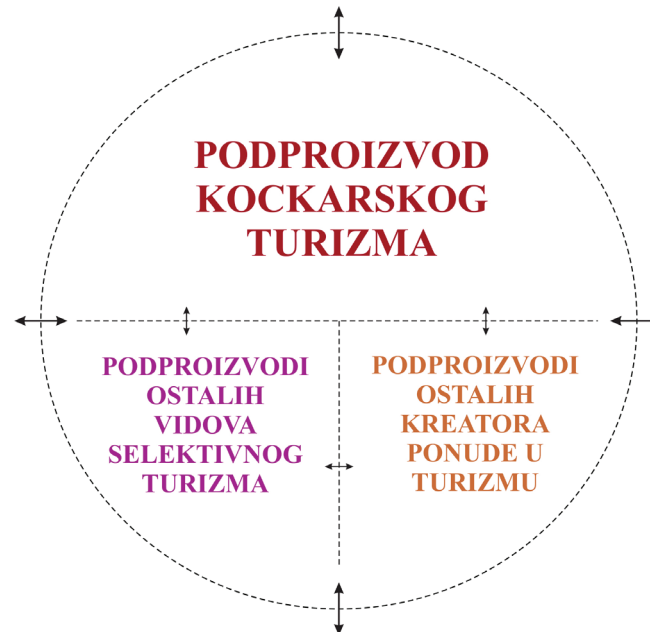 PODPROIZVOD
KOCKARSKOG
TURIZMA
PODPROIZVODI
OSTALIH
VIDOVA
SELEKTIVNOG
TURIZMA
PODPROIZVODI
OSTALIH
KREATORA
PONUDE U
TURIZMU